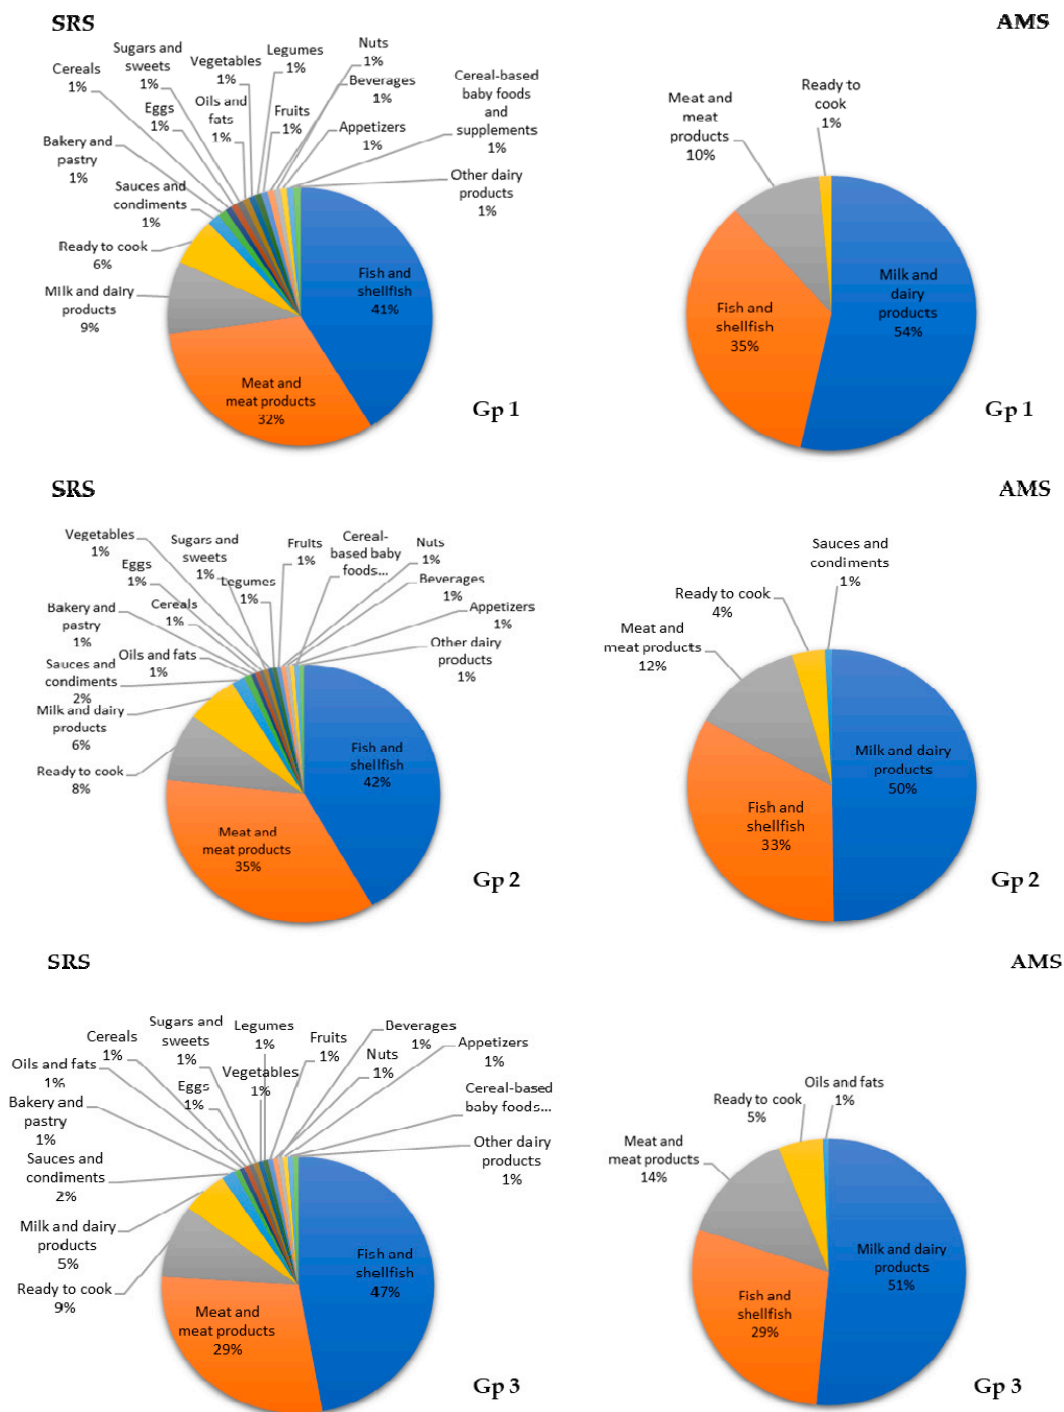 SRS
AMS
Sugars and
sweets
1%
Vegetables
1%
Legumes
1%
Nuts
1%
Cereals
1%
Eggs
1%
Oils and
fats
1%
Fruits
1%
Beverages
1%
Appetizers
1%
Cereal-based
baby foods
and
supplements
1%
Other dairy
products
1%
Bakery and
pastry
1%
Sauces and
condiments
1%
Ready to cook
6%
Milk and dairy
products
9%
Fish and
shellfish
41%
Meat and
meat products
32%
Gp 1
Ready to
cook
1%
Meat and
meat
products
10%
Milk and
dairy
products
54%
Fish and
shellfish
35%
Gp 1
SRS
AMS
Vegetables
1%
Sugars and
sweets
1%
Fruits
1%
Cereal-
based baby
foods...
Nuts
1%
Eggs
1%
Legumes
1%
Beverages
1%
Cereals
1%
Appetizers
1%
Bakery and
pastry
1%
Oils and fats
1%
Other dairy
products
1%
Sauces and
condiments
2%
Milk and dairy
products
6%
Ready to cook
8%
Fish and
shellfish
42%
Meat and
meat products
35%
Gp 2
Sauces and
condiments
1%
Ready to cook
4%
Meat and
meat products
12%
Milk and dairy
products
50%
Fish and
shellfish
33%
Gp 2
SRS
AMS
Sugars and
sweets
1%
Legumes
1%
Beverages
1%
Cereals
1%
Fruits
1%
Appetizers
1%
Oils and fats
1%
Eggs
1%
Vegetables
1%
Nuts
1%
Cereal-based
baby foods...
Bakery and
pastry
1%
Other dairy
products
1%
Sauces and
condiments
2%
Milk and dairy
products
5%
Ready to cook
9%
Fish and
shellfish
47%
Meat and
meat products
29%
Gp 3
Oils and fats
1%
Ready to cook
5%
Meat and
meat products
14%
Milk and dairy
products
51%
Fish and
shellfish
29%
Gp 3